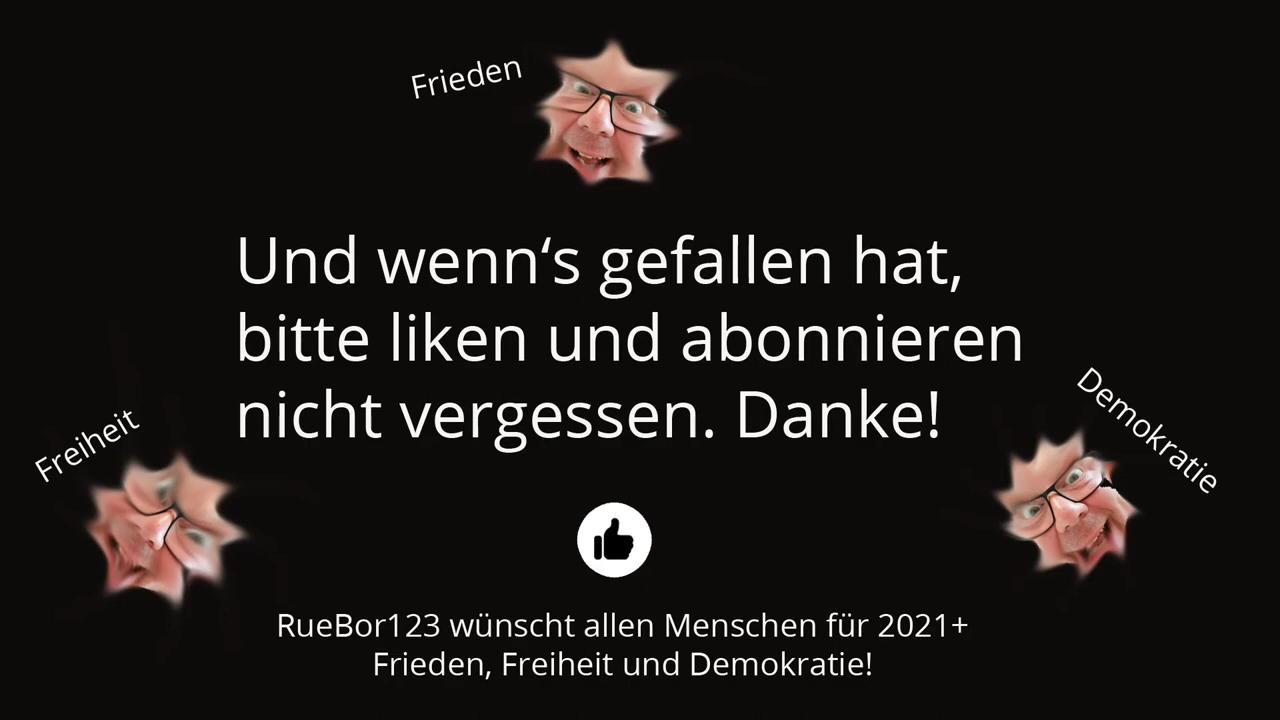 Frieden
Und wenn‘s gefallen hat,
bitte liken und abonnieren
nicht vergessen. Danke!
Freiheit
Demokratie
RueBor123 wünscht allen Menschen für 2021+
Frieden, Freiheit und Demokratie!